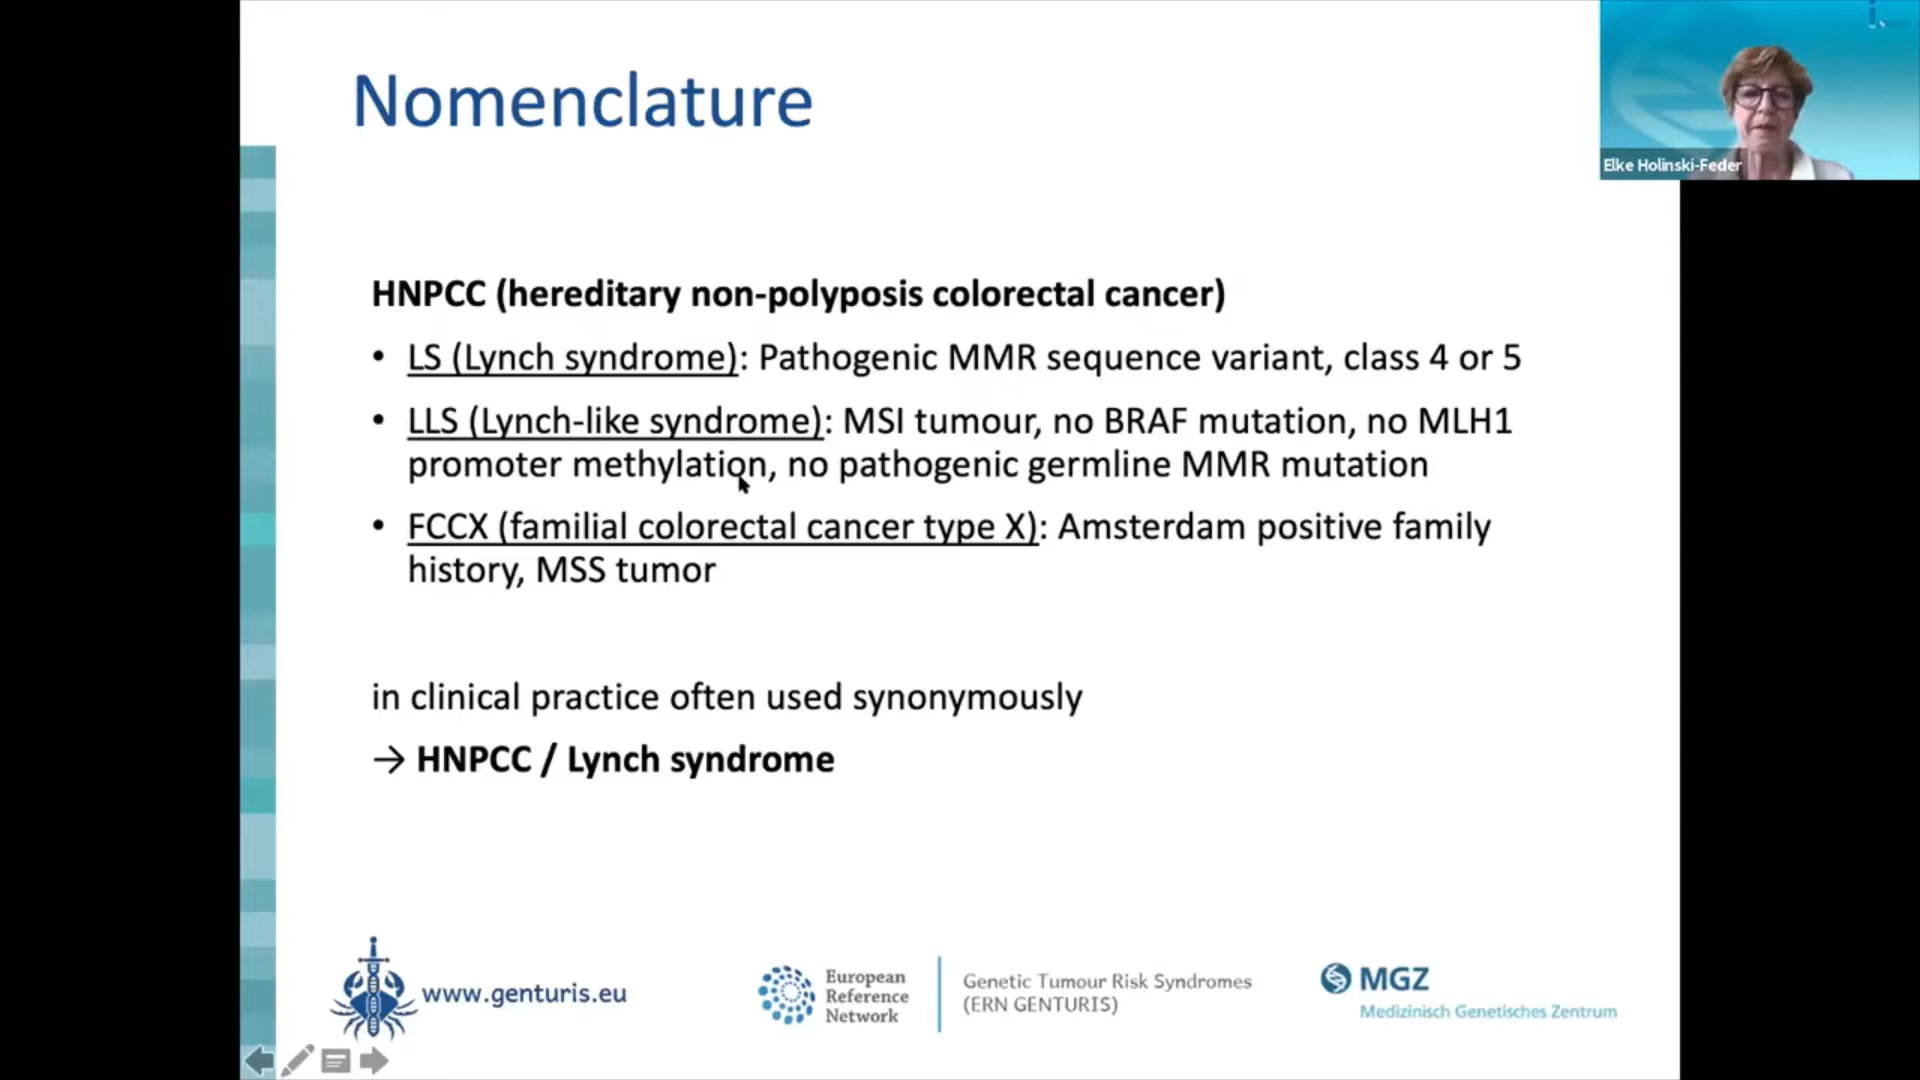 Nomenclature
Elke Holinski-Feder
HNPCC (hereditary non-polyposis colorectal cancer)
• LS (Lynch syndrome): Pathogenic MMR sequence variant, class 4 or 5
• LLS (Lynch-like syndrome): MSI tumour, no BRAF mutation, no MLH1
promoter methylation, no pathogenic germline MMR mutation
• FCCX (familial colorectal cancer type X): Amsterdam positive family
history, MSS tumor
in clinical practice often used synonymously
→ HNPCC / Lynch syndrome
www.genturis.eu
European
Reference
Network
Genetic Tumour Risk Syndromes
(ERN GENTURIS)
MGZ
Medizinisch Genetisches Zentrum